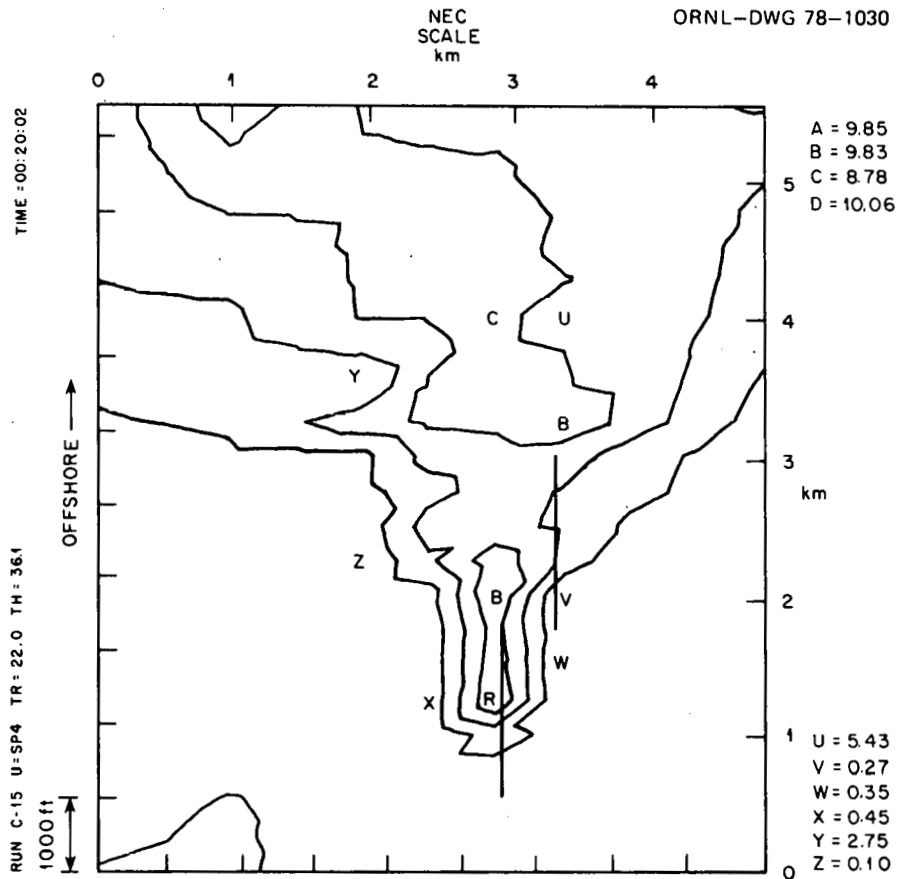 NEC
SCALE
km
ORNL-DWG 78-1030
0 1 2 3 4
TIME = 00:20:02
A = 9.85
B = 9.83
C = 8.78
D = 10.06
5
4
3
km
2
1
0
C U
Y
B
Z
B V
W
X R
OFFSHORE
1000 ft
RUN C-15 U=SP4 TR = 22.0 TH = 36.1
U = 5.43
V = 0.27
W = 0.35
X = 0.45
Y = 2.75
Z = 0.10